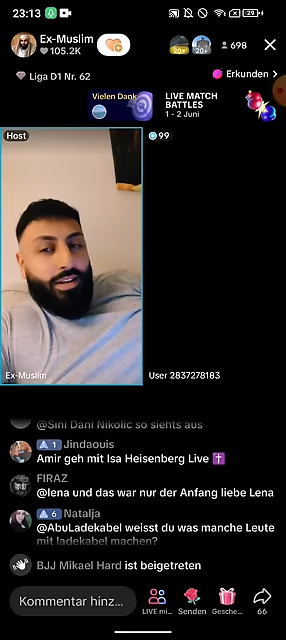 23:13
29
Ex-Muslim
105.2K
20+
20+
698
Liga D1 Nr. 62
Erkunden >
Vielen Dank
LIVE MATCH
BATTLES
1 - 2 Juni
Host
99
Ex-Muslim
User 2837278183
@Sini Dani Nikolic so siehts aus
1 Jindaouis
Amir geh mit Isa Heisenberg Live ✝️
FIRAZ
@lena und das war nur der Anfang liebe Lena
6 Natalja
@AbuLadekabel weisst du was manche Leute
mit ladekabel machen?
BJJ Mikael Hard ist beigetreten
Kommentar hinz...
LIVE mi...
Senden
Gesche...
66